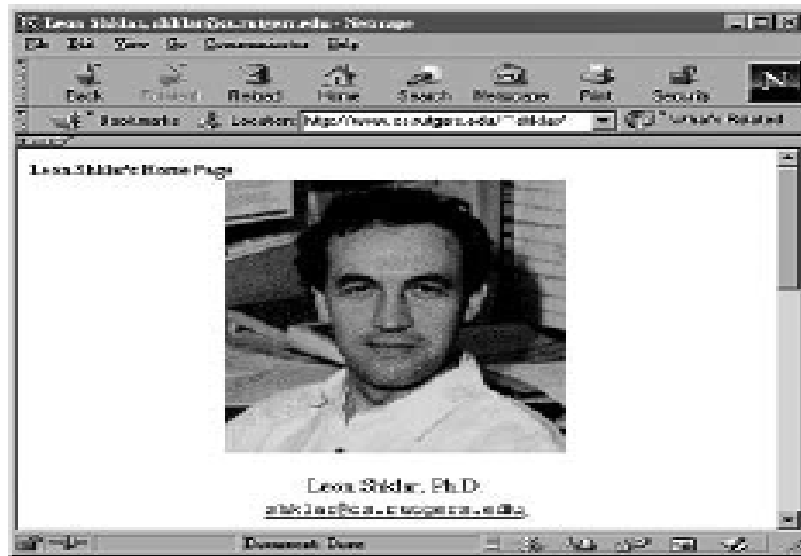 Leon Shklar, shklar@cs.rutgers.edu - Netscape
File Edit View Go Communicator Help
Back Forward Reload Home Search Netscape Print Security
Bookmarks Location: http://www.cs.rutgers.edu/~shklar/ What's Related
Leon Shklar's Home Page
Leon Shklar, Ph.D.
shklar@cs.rutgers.edu
Document: Done